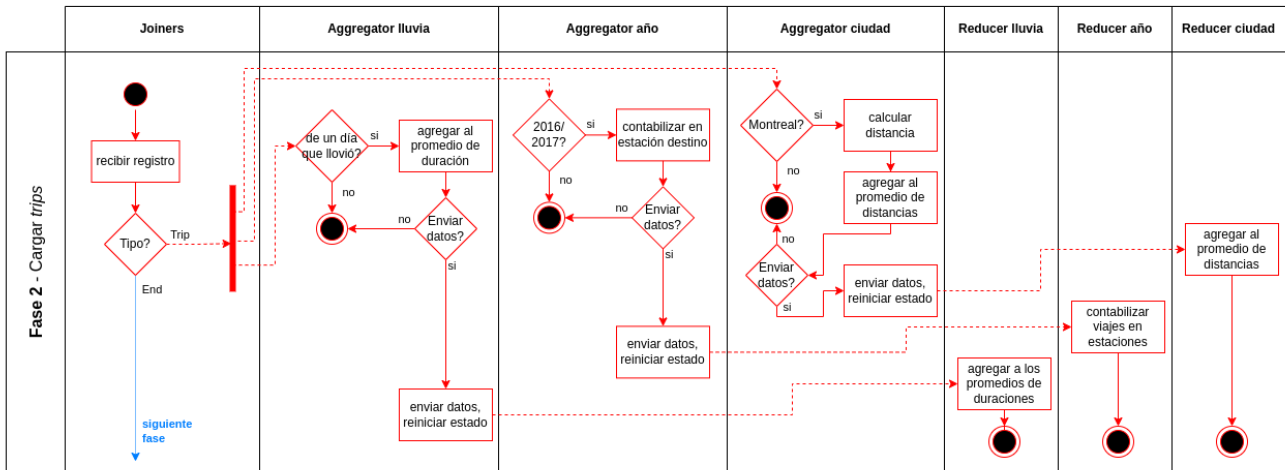 Joiners
Aggregator lluvia
Aggregator año
Aggregator ciudad
Reducer lluvia
Reducer año
Reducer ciudad
Fase 2 - Cargar trips
recibir registro
Tipo?
Trip
End
siguiente
fase
de un día
que llovió?
si
no
agregar al
promedio de
duración
Enviar
datos?
no
si
enviar datos,
reiniciar estado
2016/
2017?
si
no
contabilizar en
estación destino
Enviar
datos?
no
si
enviar datos,
reiniciar estado
Montreal?
si
no
calcular
distancia
agregar al
promedio de
distancias
no
Enviar
datos?
si
enviar datos,
reiniciar estado
agregar a los
promedios de
duraciones
contabilizar
viajes en
estaciones
agregar al
promedio de
distancias